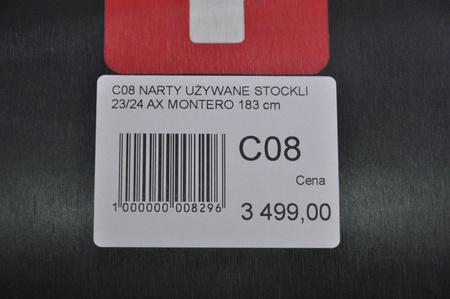 C08 NARTY UŻYWANE STOCKLI
23/24 AX MONTERO 183 cm
C08
Cena
1 000000 008296
3 499,00